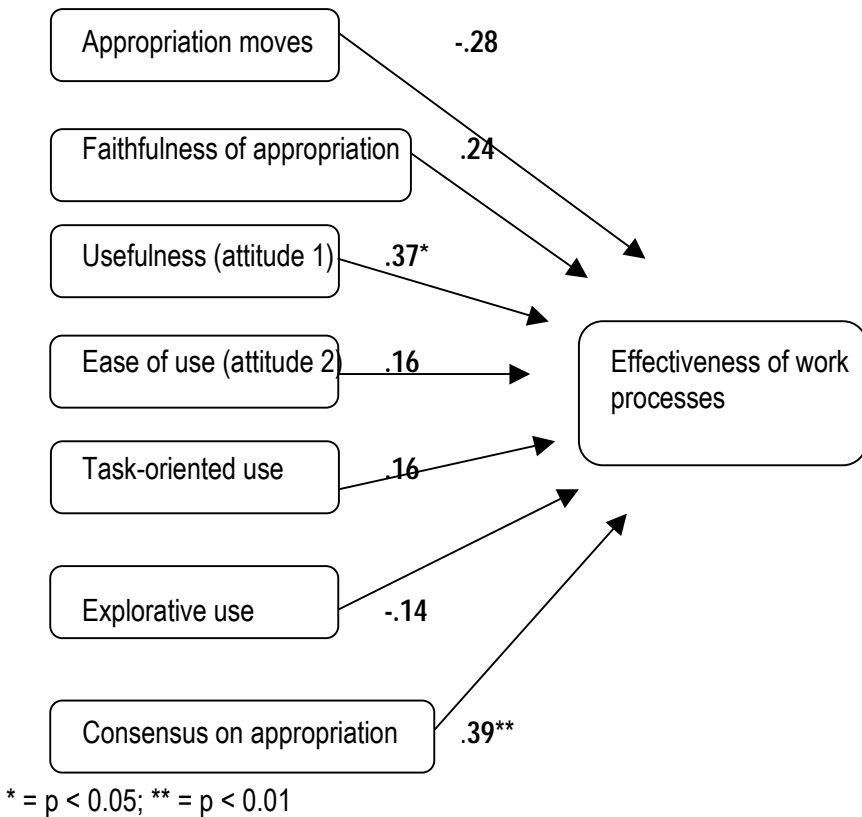 Appropriation moves -.28
Faithfulness of appropriation .24
Usefulness (attitude 1) .37*
Ease of use (attitude 2) .16
Effectiveness of work
processes
Task-oriented use .16
Explorative use -.14
Consensus on appropriation .39**
* = p < 0.05; ** = p < 0.01